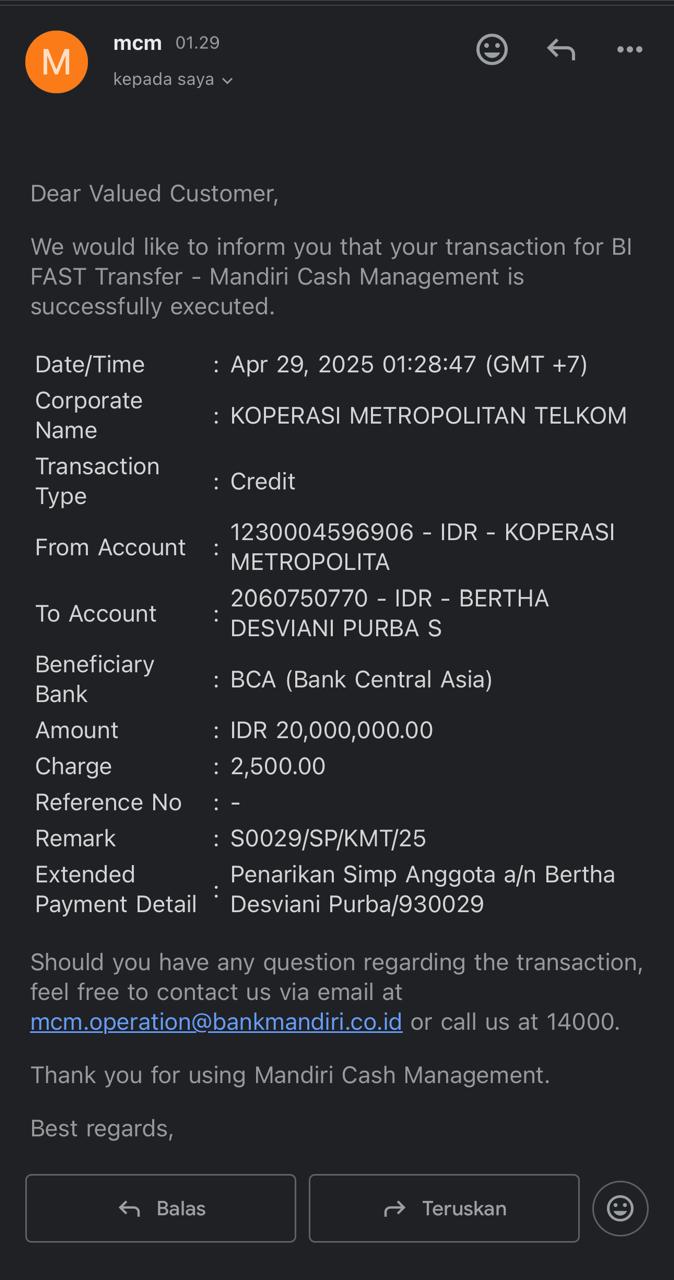 M
mcm 01.29
kepada saya
Dear Valued Customer,
We would like to inform you that your transaction for BI
FAST Transfer - Mandiri Cash Management is
successfully executed.
Date/Time : Apr 29, 2025 01:28:47 (GMT +7)
Corporate
Name : KOPERASI METROPOLITAN TELKOM
Transaction
Type : Credit
From Account : 1230004596906 - IDR - KOPERASI
METROPOLITA
To Account : 2060750770 - IDR - BERTHA
DESVIANI PURBA S
Beneficiary
Bank : BCA (Bank Central Asia)
Amount : IDR 20,000,000.00
Charge : 2,500.00
Reference No : -
Remark : S0029/SP/KMT/25
Extended
Payment Detail : Penarikan Simp Anggota a/n Bertha
Desviani Purba/930029
Should you have any question regarding the transaction,
feel free to contact us via email at
mcm.operation@bankmandiri.co.id or call us at 14000.
Thank you for using Mandiri Cash Management.
Best regards,
Balas
Teruskan